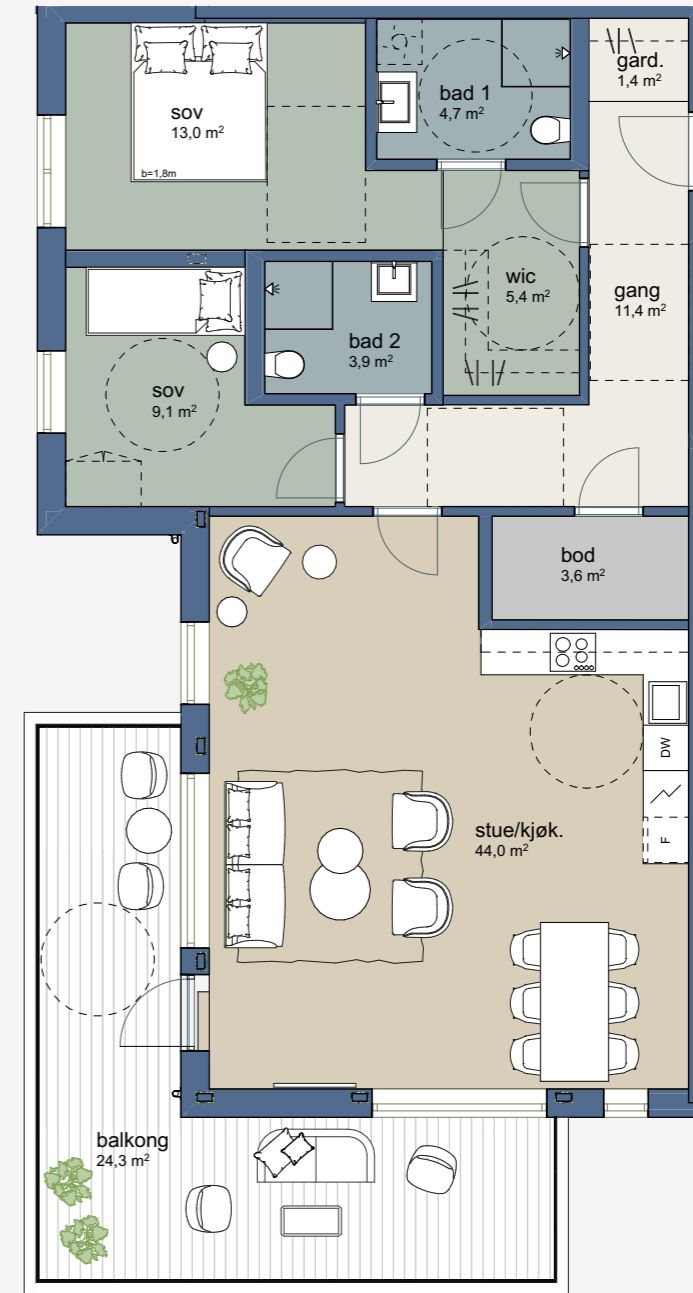 sov
13,0 m²
b=1,8m
bad 1
4,7 m²
gard.
1,4 m²
wic
5,4 m²
gang
11,4 m²
bad 2
3,9 m²
sov
9,1 m²
bod
3,6 m²
DW
F
stue/kjøk.
44,0 m²
balkong
24,3 m²